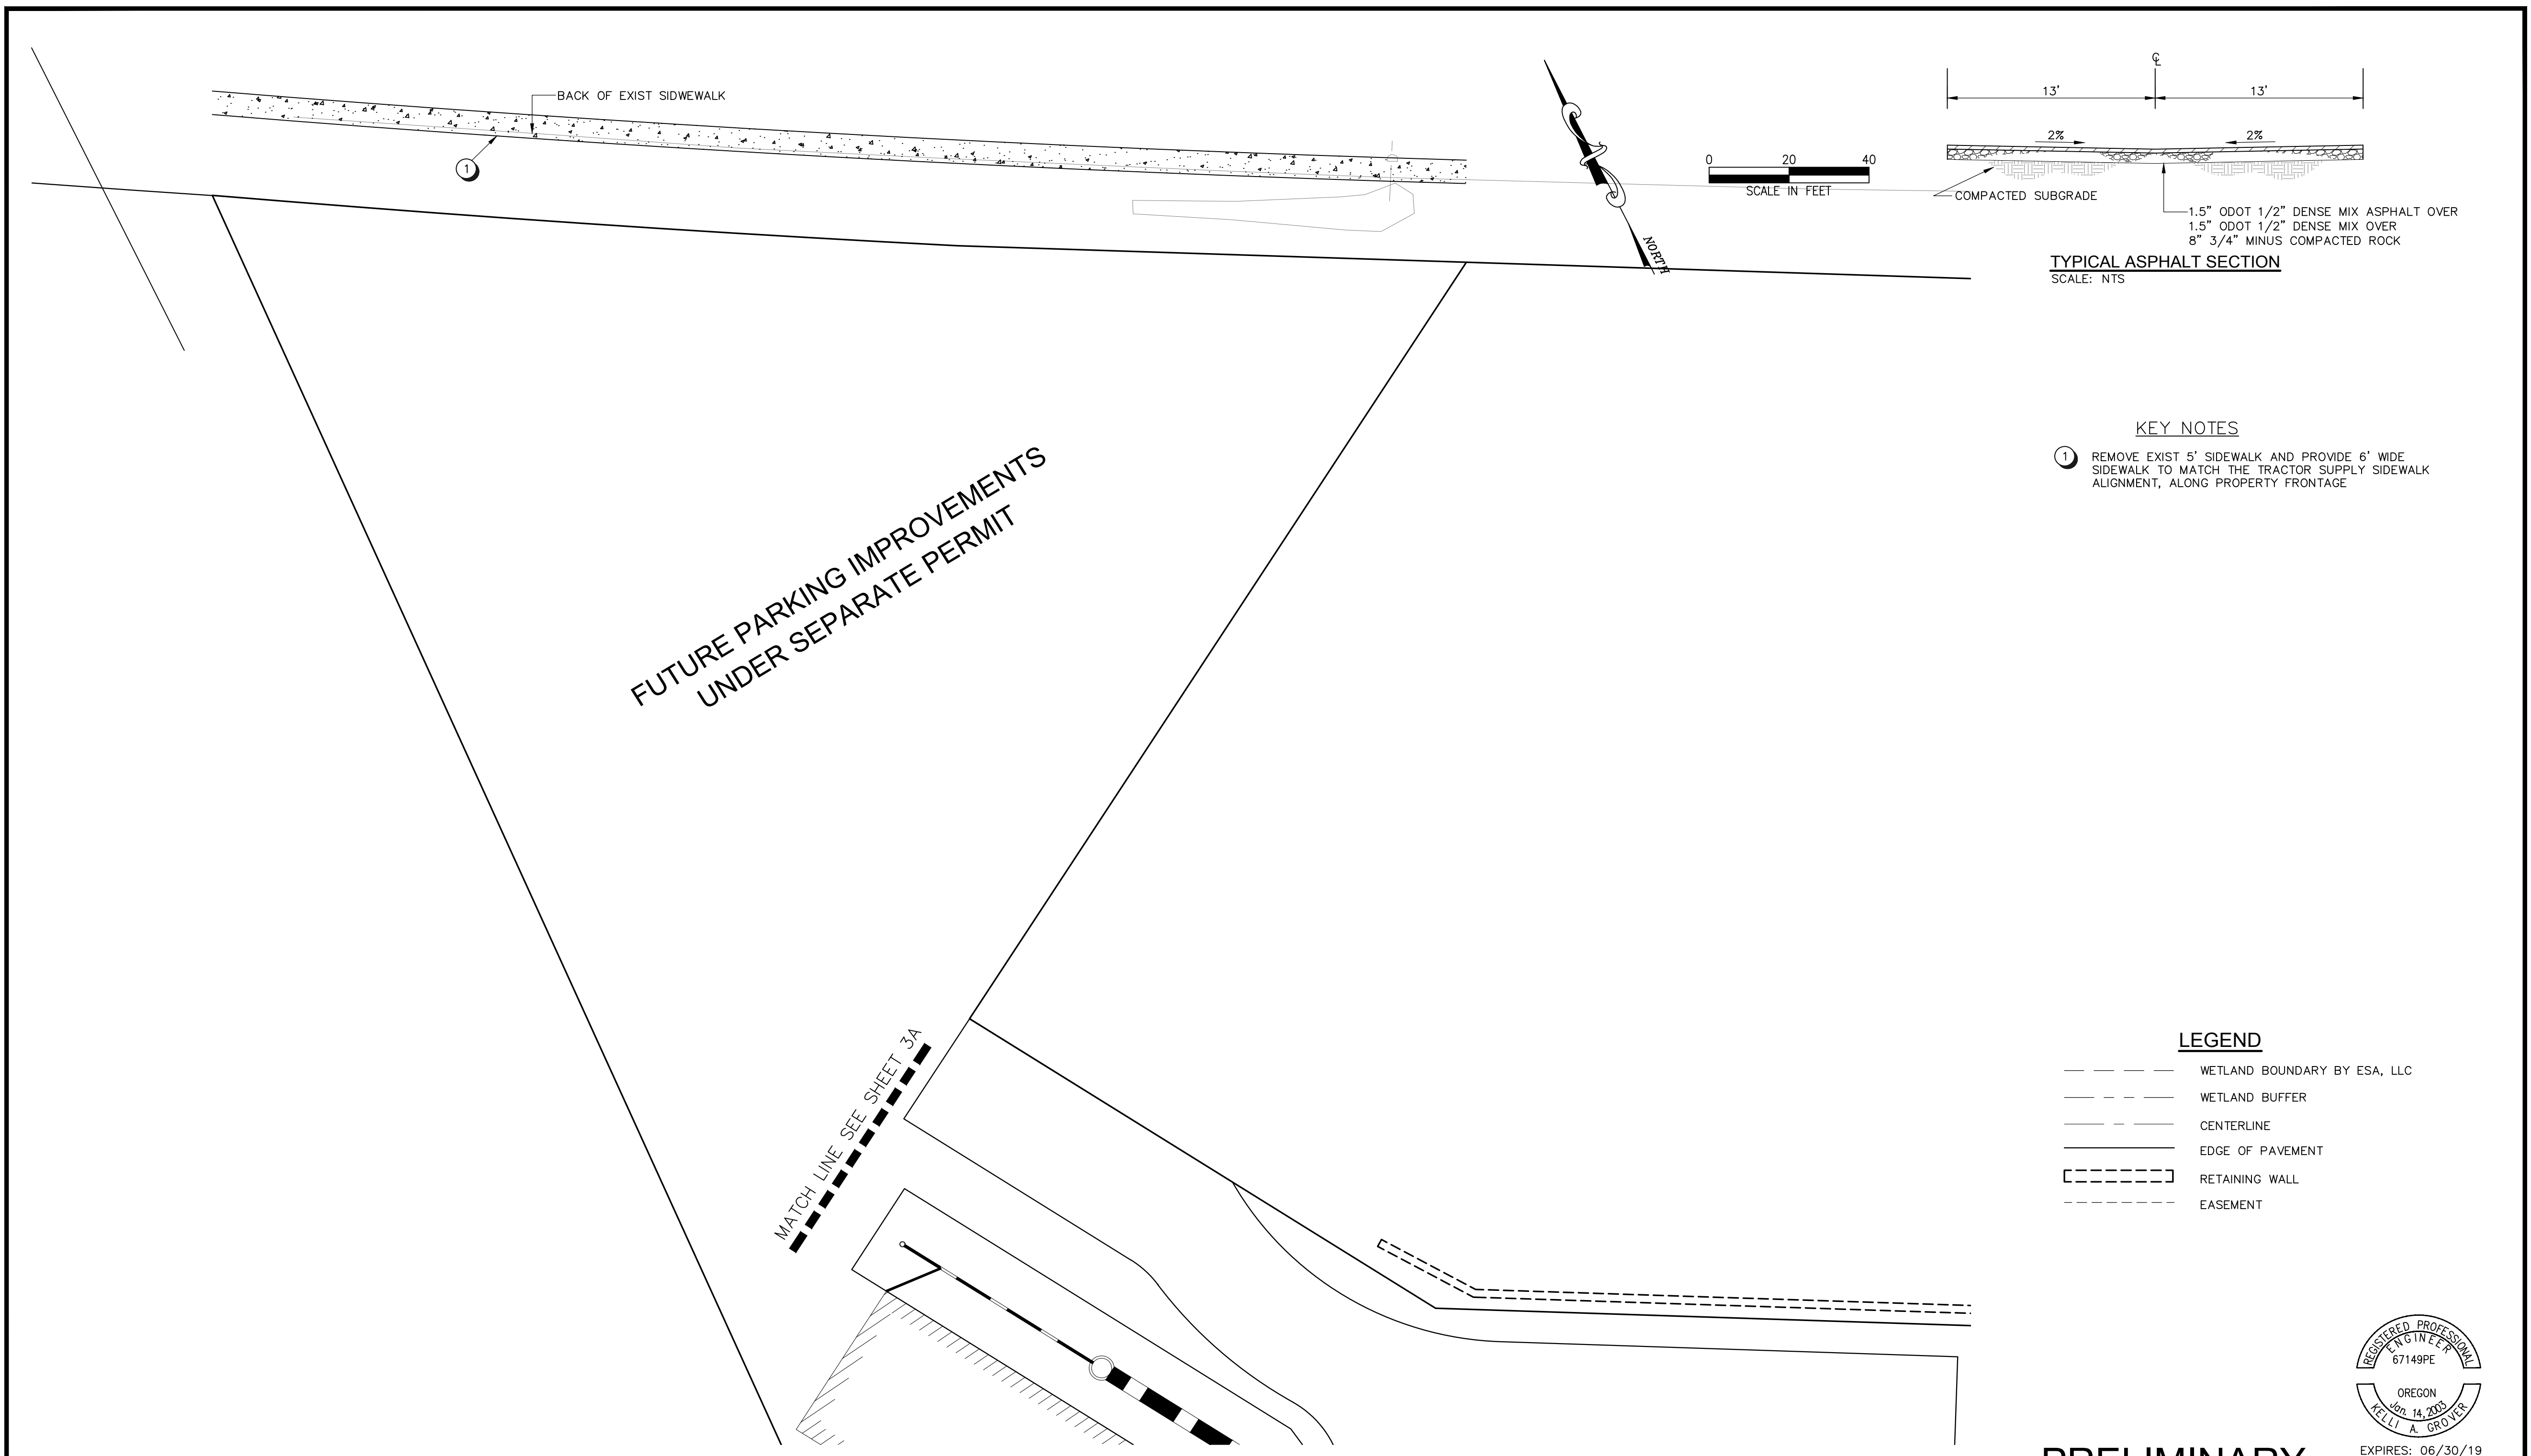 BACK OF EXIST SIDWEWALK
1
0 20 40
SCALE IN FEET
NORTH
℄
13' 13'
2% 2%
COMPACTED SUBGRADE
1.5” ODOT 1/2” DENSE MIX ASPHALT OVER
1.5” ODOT 1/2” DENSE MIX OVER
8” 3/4” MINUS COMPACTED ROCK
TYPICAL ASPHALT SECTION
SCALE: NTS
KEY NOTES
1 REMOVE EXIST 5' SIDEWALK AND PROVIDE 6' WIDE
SIDEWALK TO MATCH THE TRACTOR SUPPLY SIDEWALK
ALIGNMENT, ALONG PROPERTY FRONTAGE
FUTURE PARKING IMPROVEMENTS
UNDER SEPARATE PERMIT
MATCH LINE SEE SHEET 3A
LEGEND
WETLAND BOUNDARY BY ESA, LLC
WETLAND BUFFER
CENTERLINE
EDGE OF PAVEMENT
RETAINING WALL
EASEMENT
REGISTERED PROFESSIONAL
ENGINEER
67149PE
OREGON
Jan. 14, 2003
KELLI A. GROVER
EXPIRES: 06/30/19
PRELIMINARY